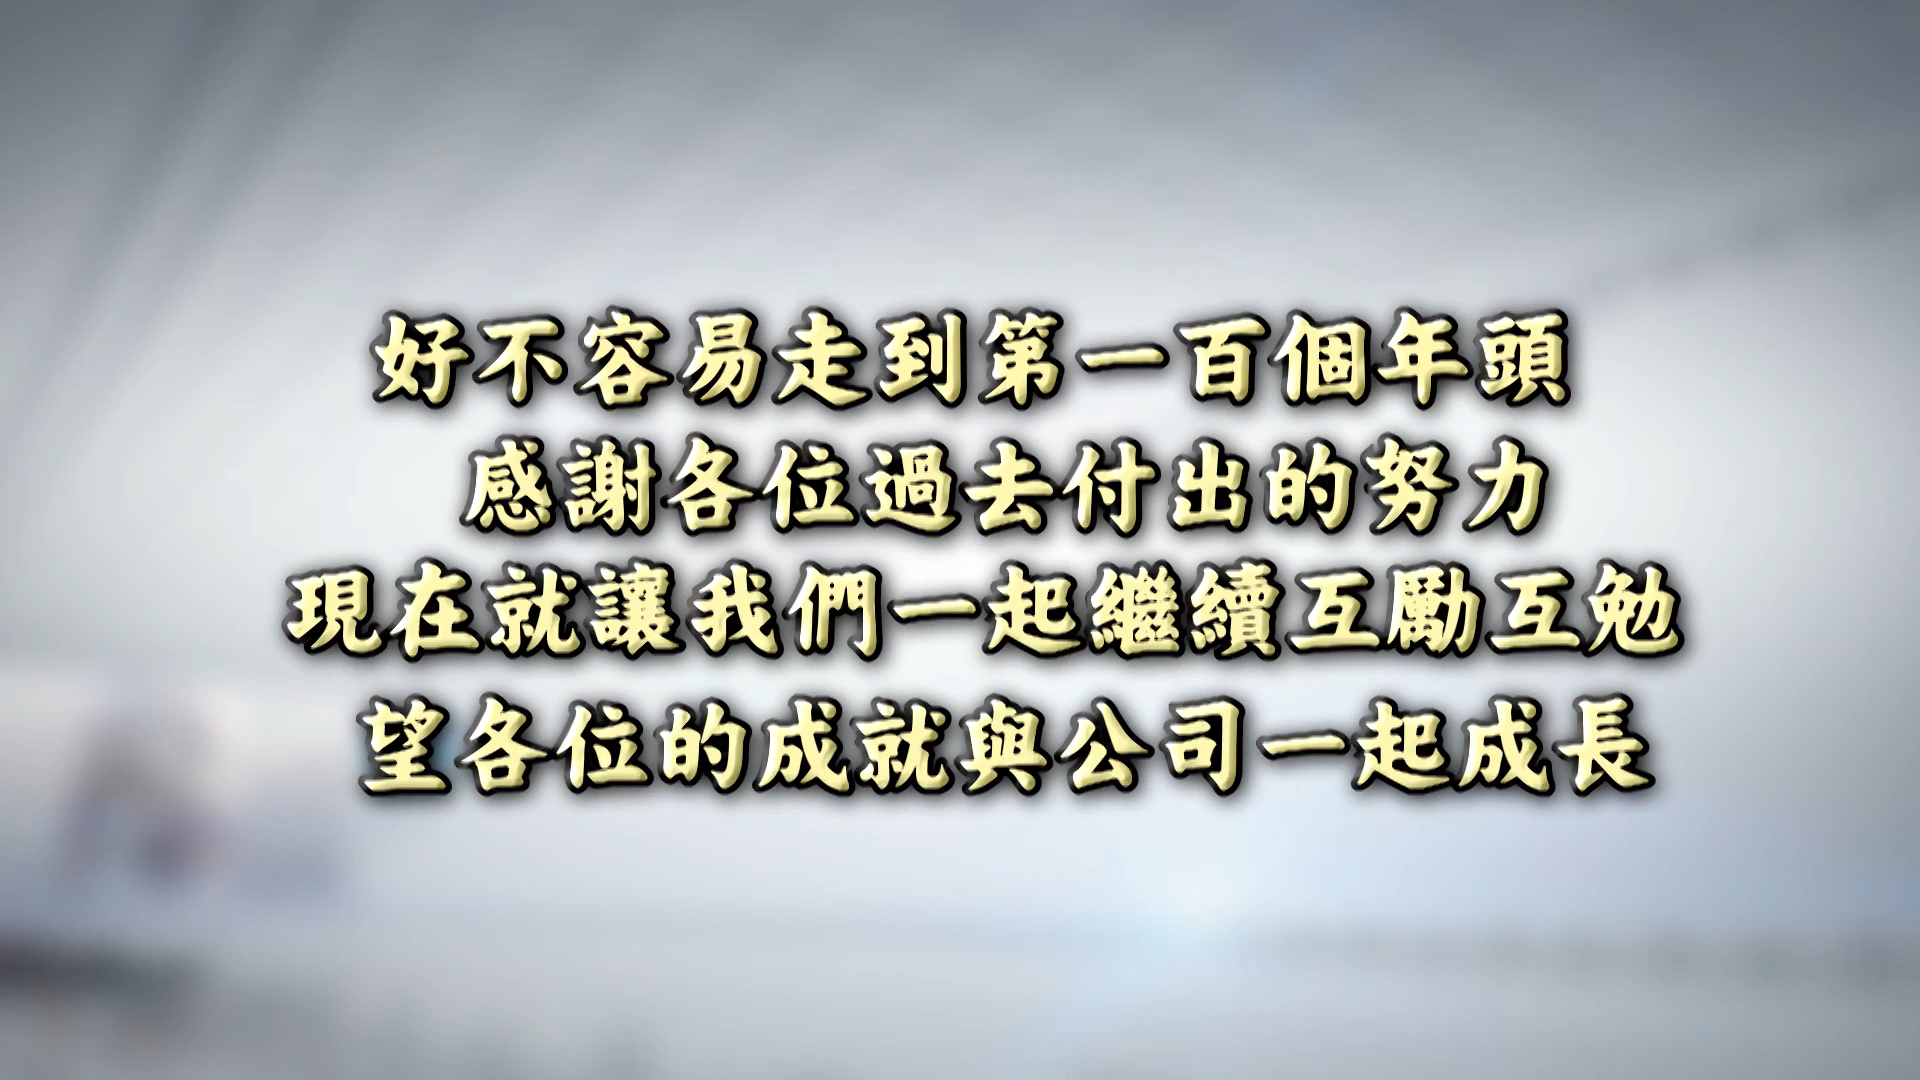 好不容易走到第一百個年頭
感謝各位過去付出的努力
現在就讓我們一起繼續互勵互勉
望各位的成就與公司一起成長